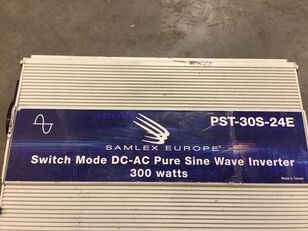 PST-30S-24E
SAMLEX EUROPE®
Switch Mode DC-AC Pure Sine Wave Inverter
300 watts
Made in Taiwan